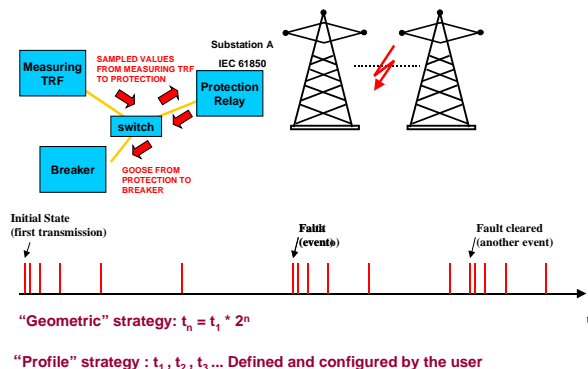 Substation A
IEC 61850
Measuring
TRF
SAMPLED VALUES
FROM MEASURING TRF
TO PROTECTION
Protection
Relay
switch
Breaker
GOOSE FROM
PROTECTION TO
BREAKER
Initial State
(first transmission)
Fault
(event)
Fault cleared
(another event)
t
“Geometric” strategy: tₙ = t₁ * 2ⁿ
“Profile” strategy : t₁, t₂, t₃... Defined and configured by the user